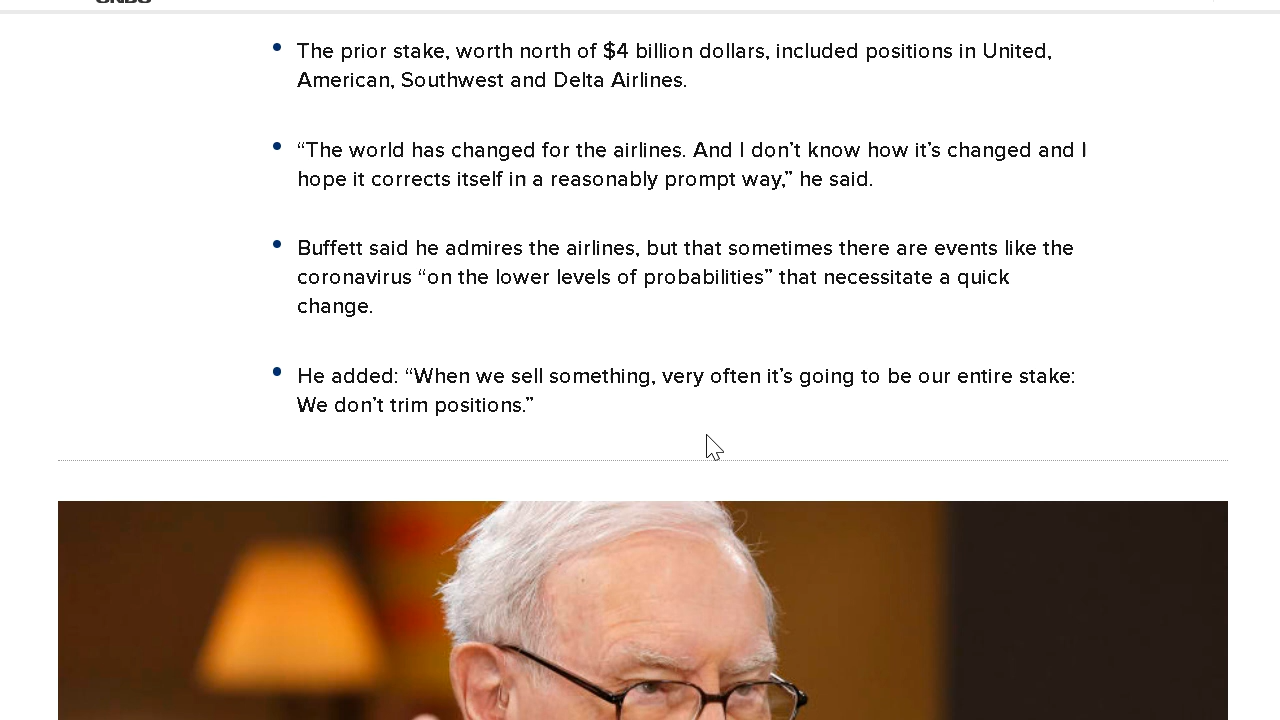 The prior stake, worth north of $4 billion dollars, included positions in United,
American, Southwest and Delta Airlines.
“The world has changed for the airlines. And I don’t know how it’s changed and I
hope it corrects itself in a reasonably prompt way,” he said.
Buffett said he admires the airlines, but that sometimes there are events like the
coronavirus “on the lower levels of probabilities” that necessitate a quick
change.
He added: “When we sell something, very often it’s going to be our entire stake:
We don’t trim positions.”